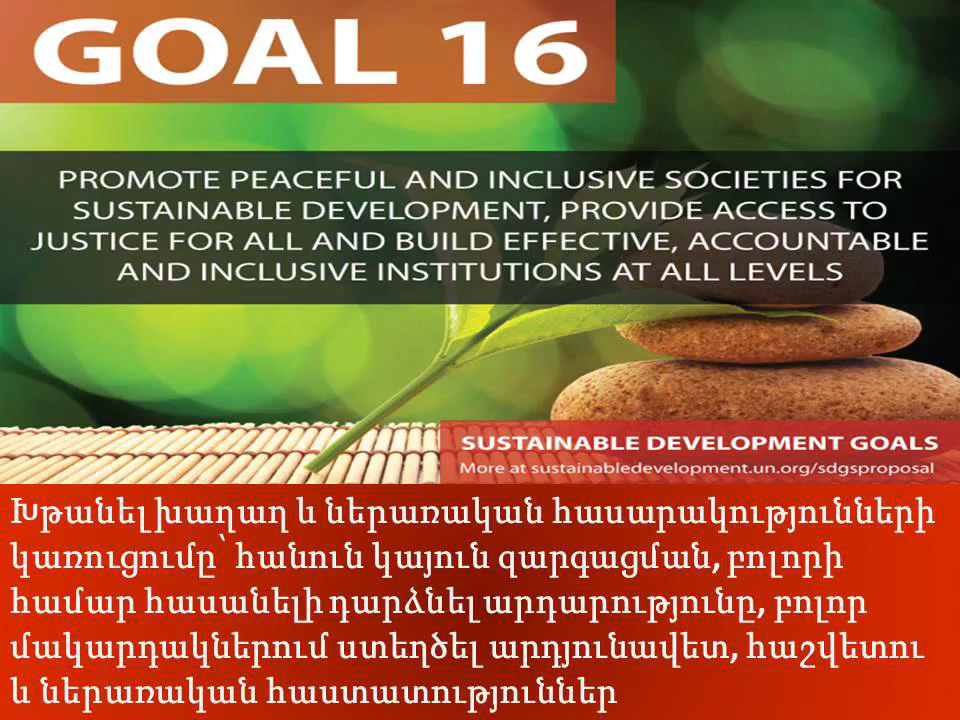 GOAL 16
PROMOTE PEACEFUL AND INCLUSIVE SOCIETIES FOR
SUSTAINABLE DEVELOPMENT, PROVIDE ACCESS TO
JUSTICE FOR ALL AND BUILD EFFECTIVE, ACCOUNTABLE
AND INCLUSIVE INSTITUTIONS AT ALL LEVELS
SUSTAINABLE DEVELOPMENT GOALS
More at sustainabledevelopment.un.org/sdgsproposal
Խթանել խաղաղ և ներառական հասարակությունների
կառուցումը՝ հանուն կայուն զարգացման, բոլորի
համար հասանելի դարձնել արդարությունը, բոլոր
մակարդակներում ստեղծել արդյունավետ, հաշվետու
և ներառական հաստատություններ